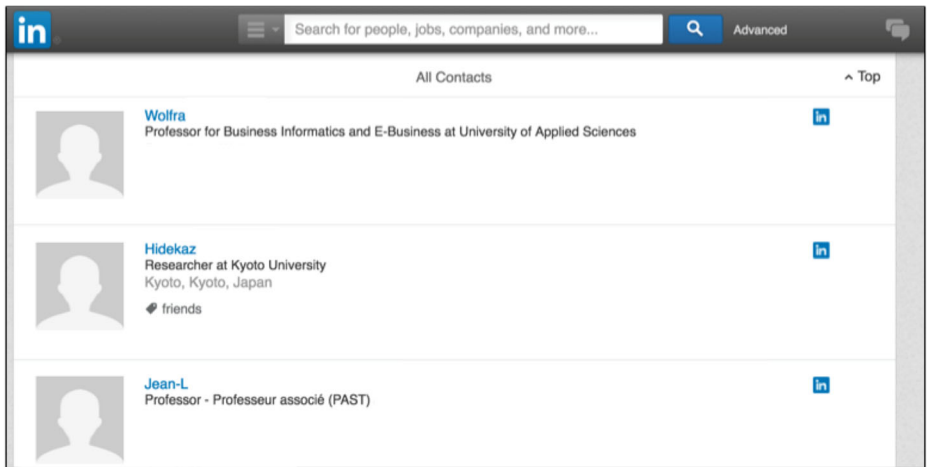 in
Search for people, jobs, companies, and more...
Advanced
All Contacts
Top
Wolfra
Professor for Business Informatics and E-Business at University of Applied Sciences
in
Hidekaz
Researcher at Kyoto University
Kyoto, Kyoto, Japan
friends
in
Jean-L
Professor - Professeur associé (PAST)
in